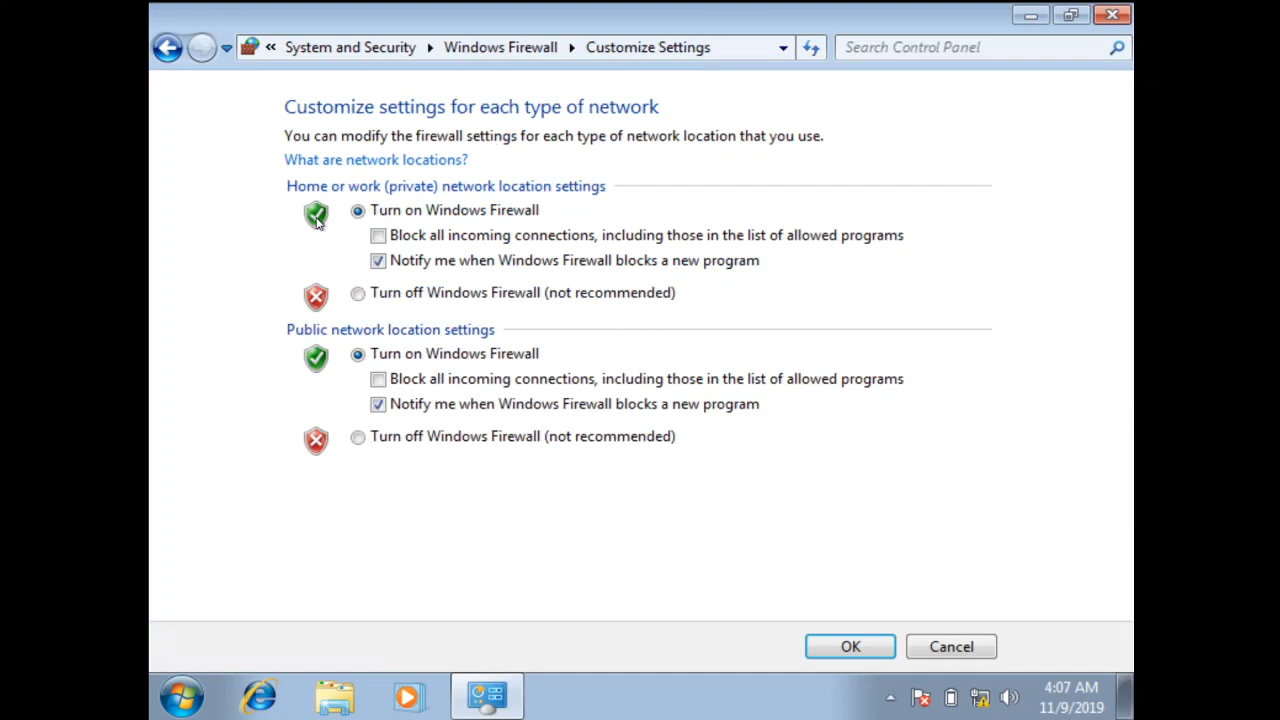 « System and Security Windows Firewall Customize Settings Search Control Panel
Customize settings for each type of network
You can modify the firewall settings for each type of network location that you use.
What are network locations?
Home or work (private) network location settings
Turn on Windows Firewall
Block all incoming connections, including those in the list of allowed programs
Notify me when Windows Firewall blocks a new program
Turn off Windows Firewall (not recommended)
Public network location settings
Turn on Windows Firewall
Block all incoming connections, including those in the list of allowed programs
Notify me when Windows Firewall blocks a new program
Turn off Windows Firewall (not recommended)
OK Cancel
4:07 AM
11/9/2019